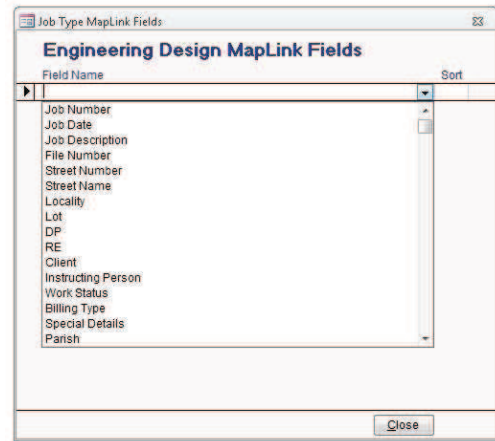 Job Type MapLink Fields
Engineering Design MapLink Fields
Field Name Sort
Job Number
Job Date
Job Description
File Number
Street Number
Street Name
Locality
Lot
DP
RE
Client
Instructing Person
Work Status
Billing Type
Special Details
Parish
Close